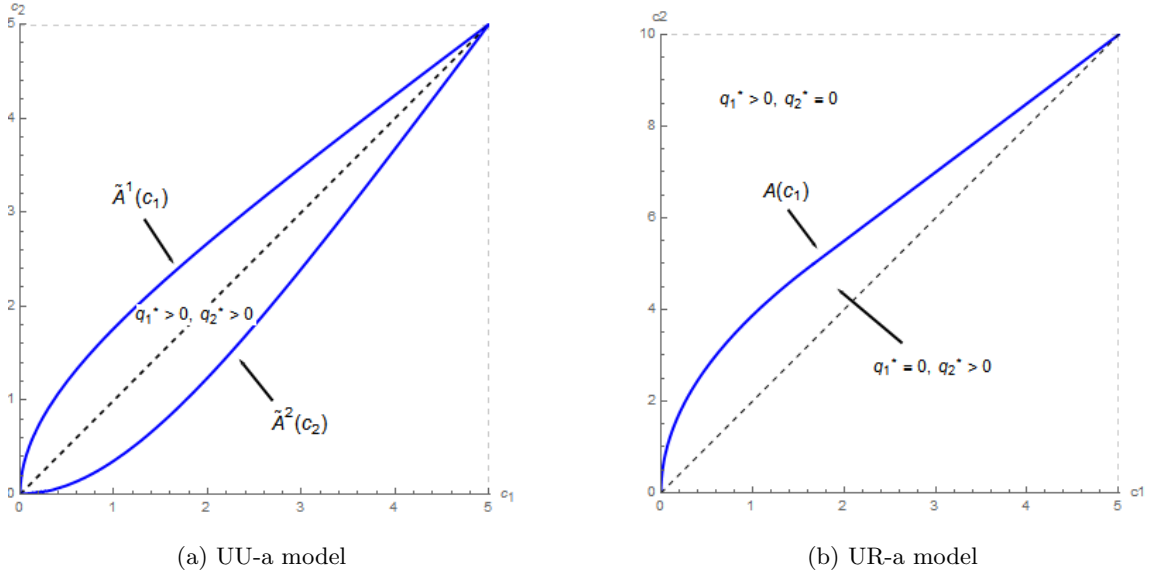 c₂
5
4
3
2
1
0
Ã¹(c₁)
q₁* > 0, q₂* > 0
Ã²(c₂)
0 1 2 3 4 5 c₁
(a) UU-a model
c2
10
8
6
4
2
0
q₁* > 0, q₂* = 0
A(c₁)
q₁* = 0, q₂* > 0
0 1 2 3 4 5 c1
(b) UR-a model